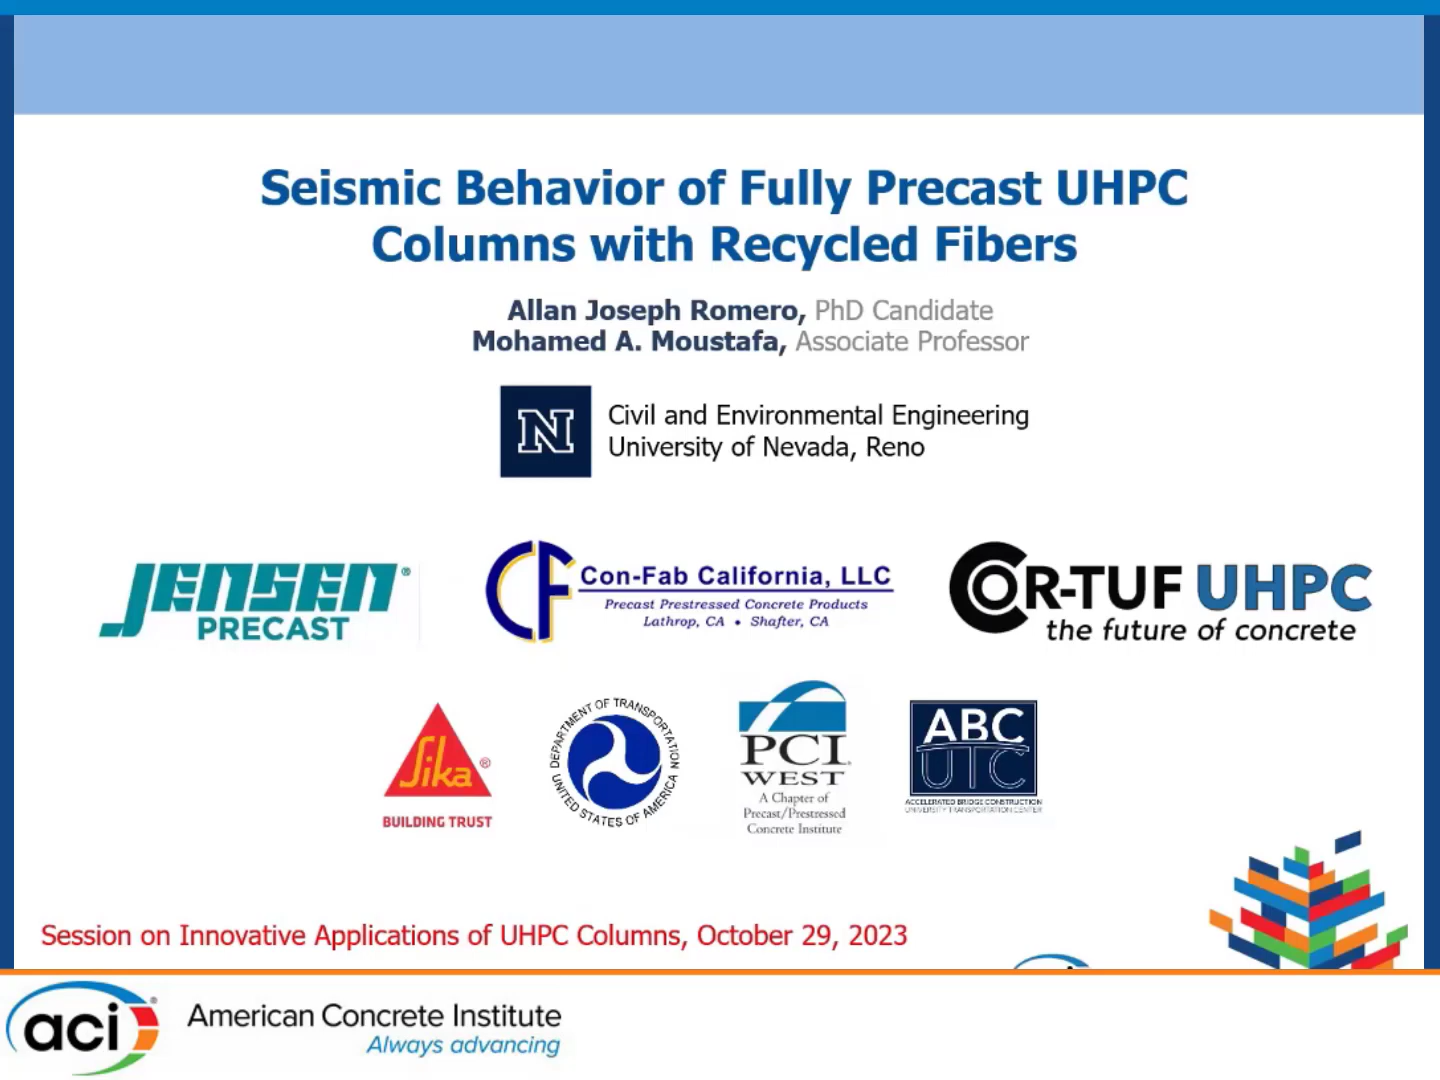 Seismic Behavior of Fully Precast UHPC
Columns with Recycled Fibers
Allan Joseph Romero, PhD Candidate
Mohamed A. Moustafa, Associate Professor
N
Civil and Environmental Engineering
University of Nevada, Reno
JENSEN®
PRECAST
CF
Con-Fab California, LLC
Precast Prestressed Concrete Products
Lathrop, CA • Shafter, CA
COR-TUF UHPC
the future of concrete
Sika®
BUILDING TRUST
DEPARTMENT OF TRANSPORTATION
UNITED STATES OF AMERICA
PCI
WEST
A Chapter of
Precast/Prestressed
Concrete Institute
ABC
UTC
ACCELERATED BRIDGE CONSTRUCTION
UNIVERSITY TRANSPORTATION CENTER
Session on Innovative Applications of UHPC Columns, October 29, 2023
aci®
American Concrete Institute
Always advancing